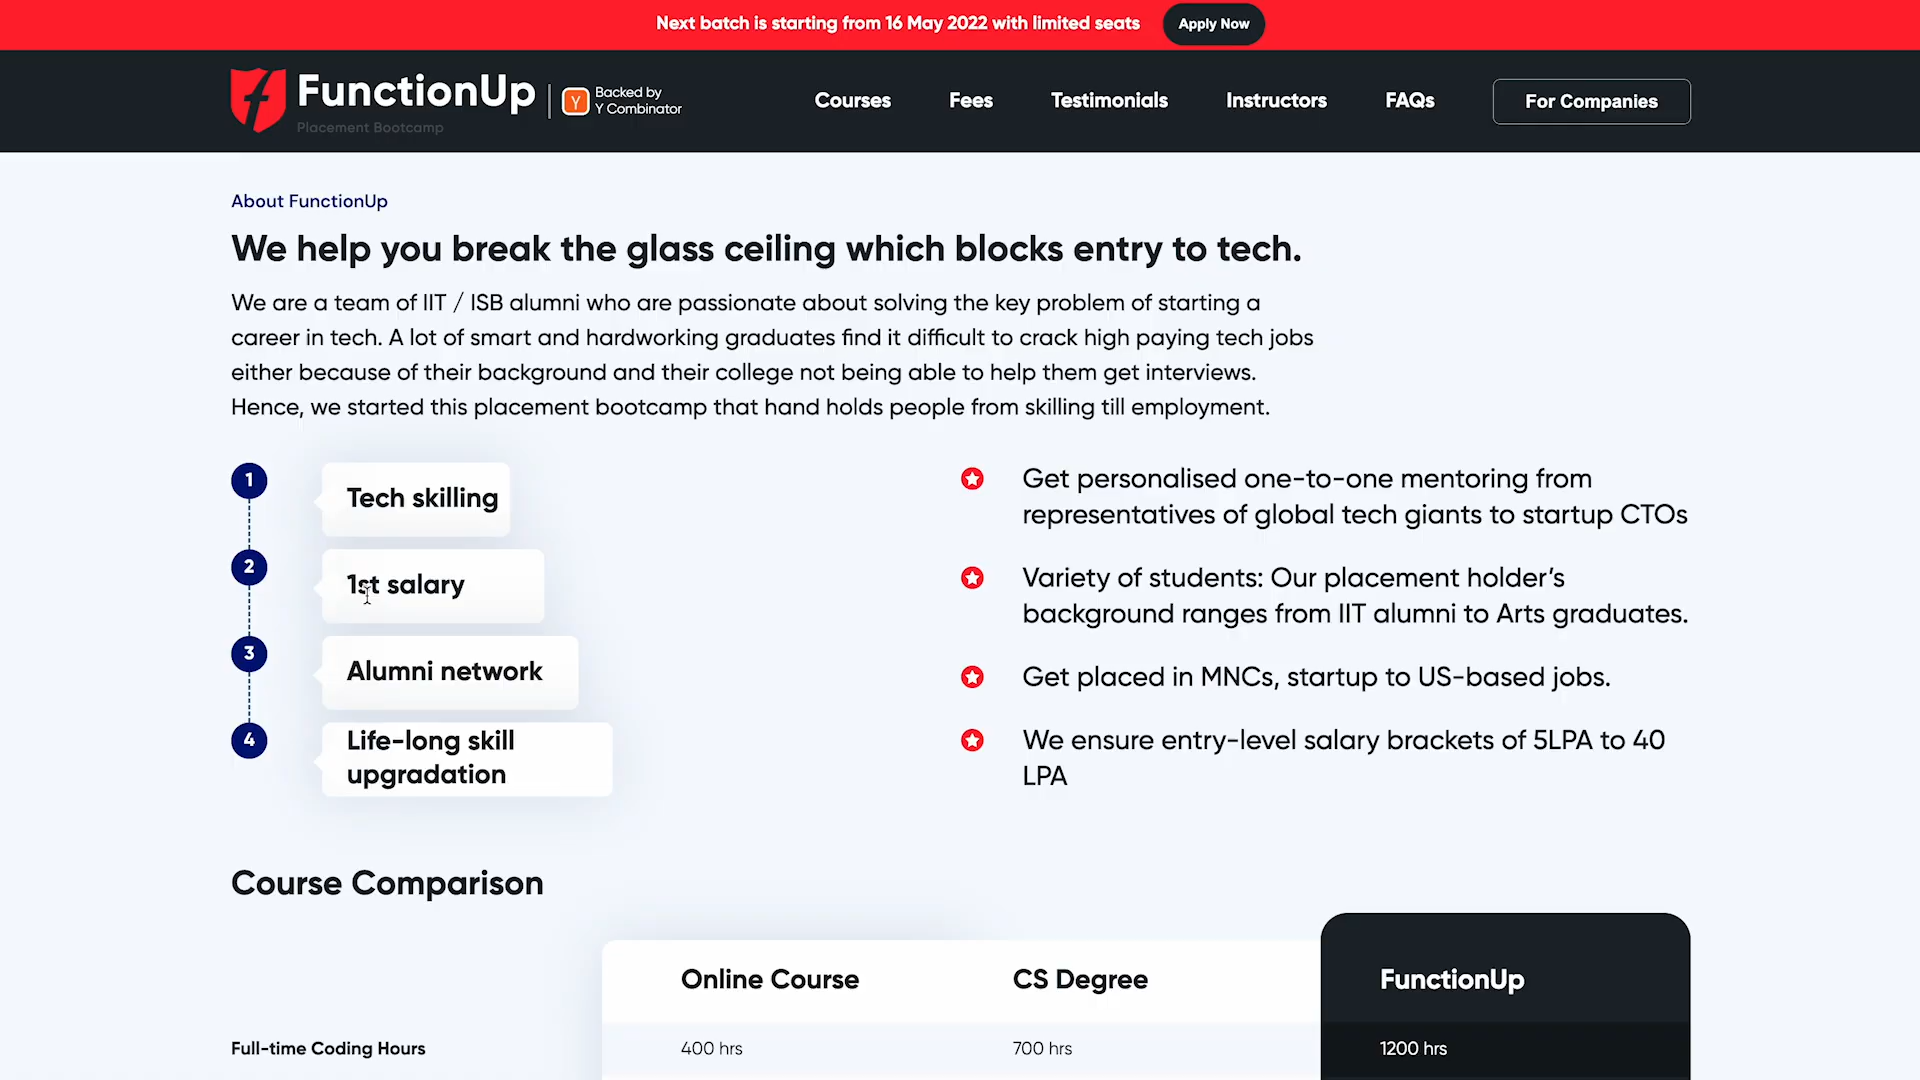 Next batch is starting from 16 May 2022 with limited seats
Apply Now
FunctionUp
Placement Bootcamp
Y
Backed by
Y Combinator
Courses
Fees
Testimonials
Instructors
FAQs
For Companies
About FunctionUp
We help you break the glass ceiling which blocks entry to tech.
We are a team of IIT / ISB alumni who are passionate about solving the key problem of starting a
career in tech. A lot of smart and hardworking graduates find it difficult to crack high paying tech jobs
either because of their background and their college not being able to help them get interviews.
Hence, we started this placement bootcamp that hand holds people from skilling till employment.
1
Tech skilling
2
1st salary
3
Alumni network
4
Life-long skill
upgradation
Get personalised one-to-one mentoring from
representatives of global tech giants to startup CTOs
Variety of students: Our placement holder’s
background ranges from IIT alumni to Arts graduates.
Get placed in MNCs, startup to US-based jobs.
We ensure entry-level salary brackets of 5LPA to 40
LPA
Course Comparison
Online Course
CS Degree
FunctionUp
Full-time Coding Hours
400 hrs
700 hrs
1200 hrs